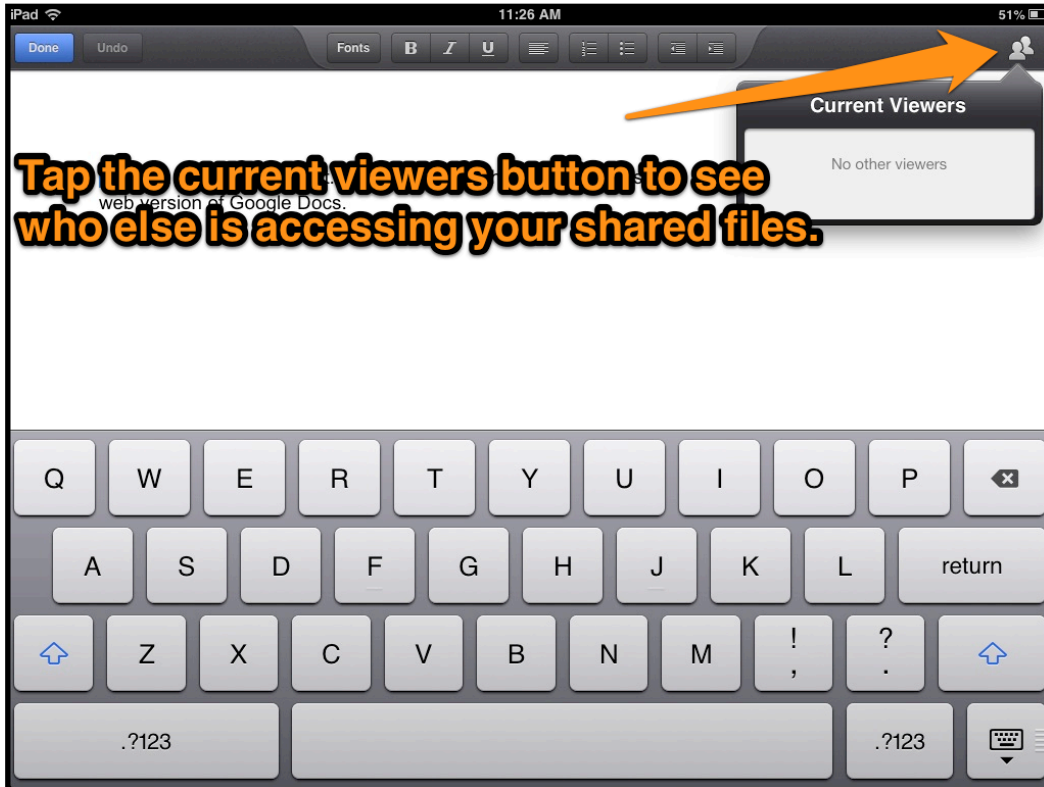 iPad 11:26 AM 51%
Done Undo Fonts B I U
Current Viewers
No other viewers
Tap the current viewers button to see
web version of Google Docs.
who else is accessing your shared files.
Q W E R T Y U I O P
A S D F G H J K L return
Z X C V B N M ! , ? .
.?123 .?123